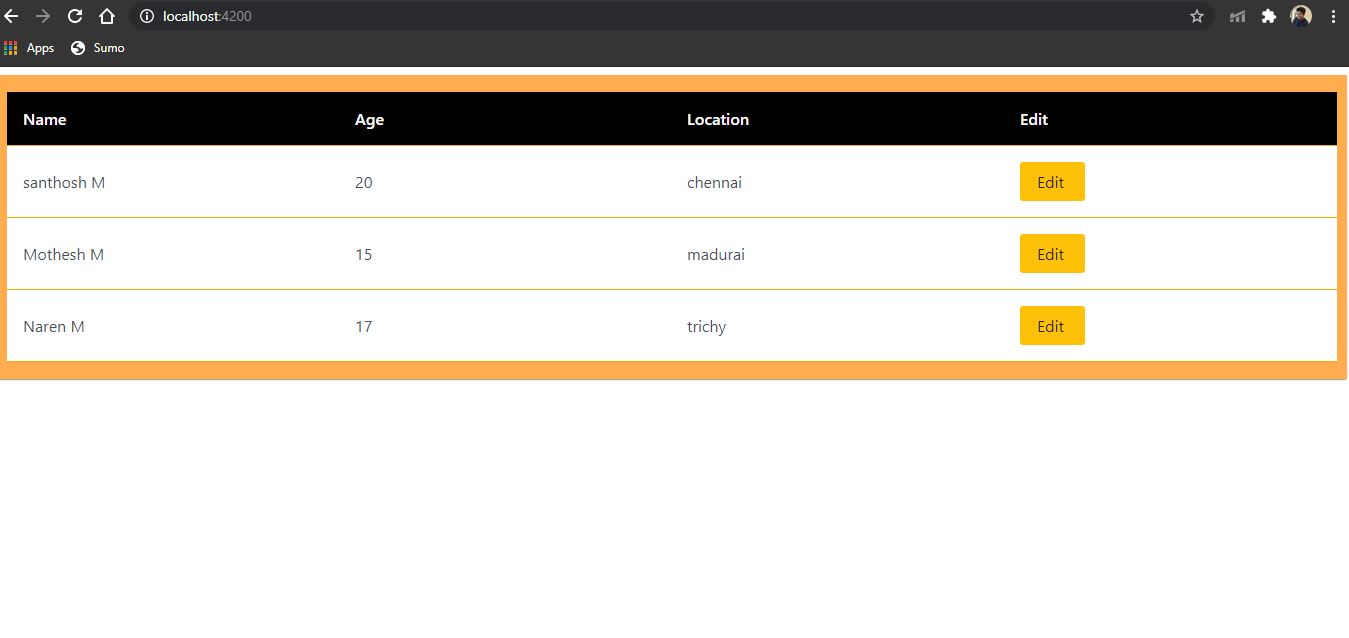 localhost:4200
Apps Sumo
Name Age Location Edit
santhosh M 20 chennai Edit
Mothesh M 15 madurai Edit
Naren M 17 trichy Edit